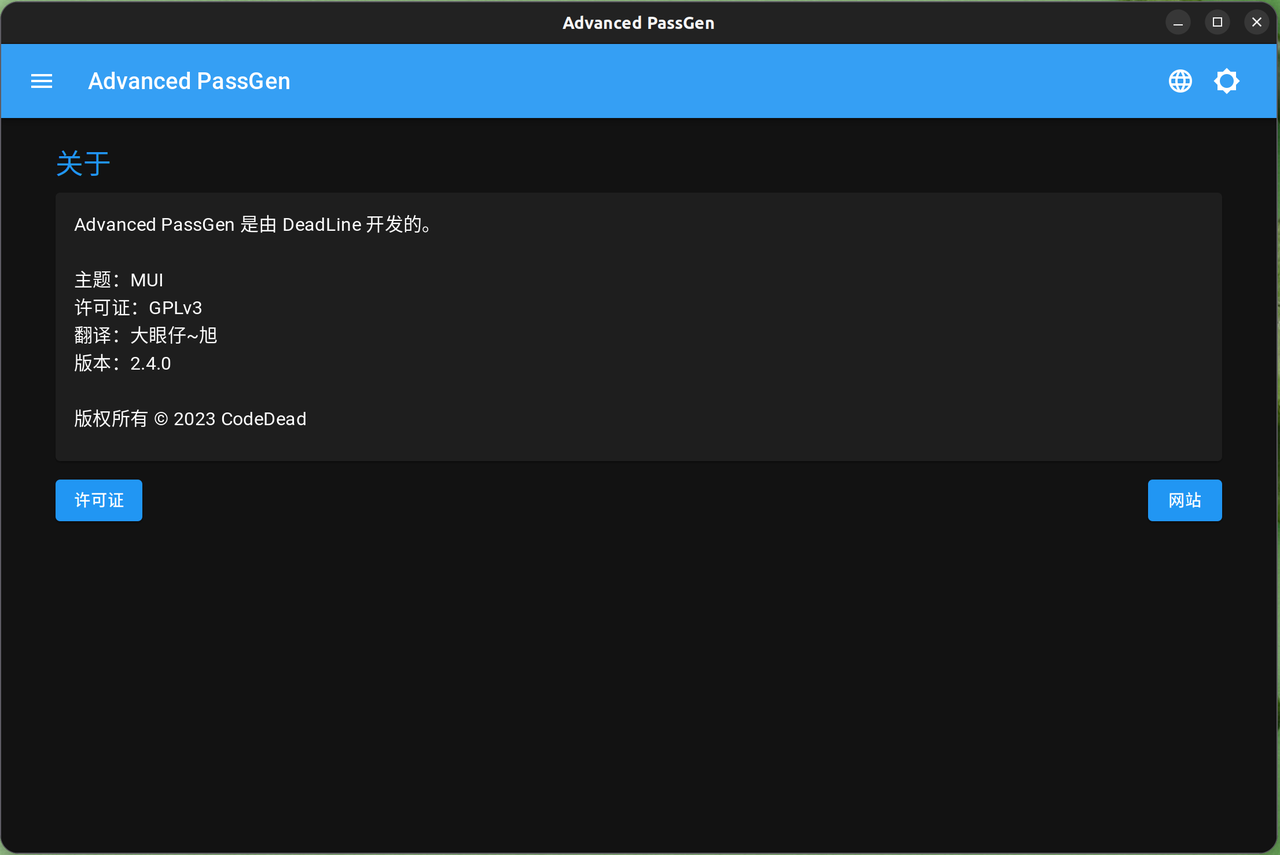 Advanced PassGen
Advanced PassGen
关于
Advanced PassGen 是由 DeadLine 开发的。
主题：MUI
许可证：GPLv3
翻译：大眼仔~旭
版本：2.4.0
版权所有 © 2023 CodeDead
许可证
网站